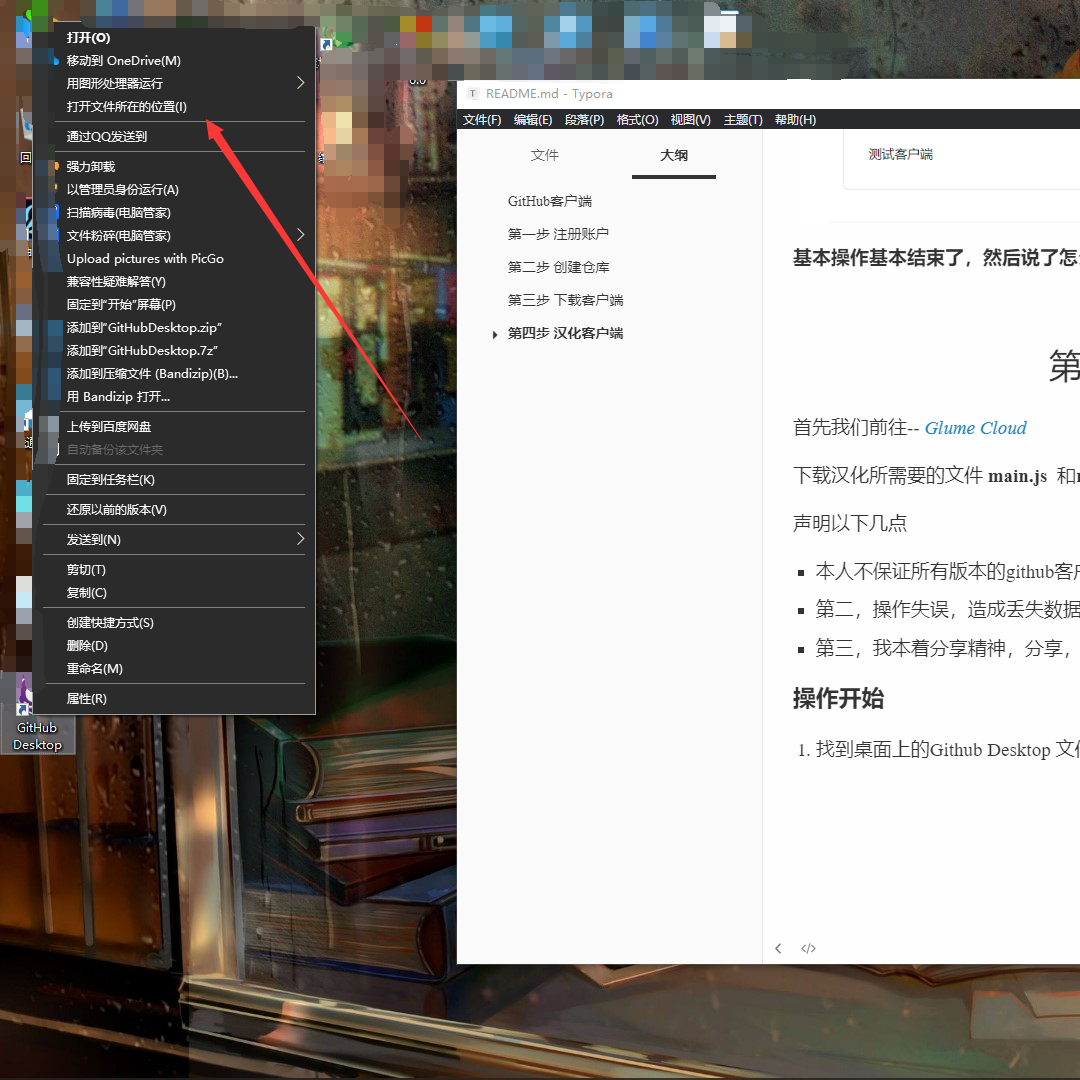 打开(O)
移动到 OneDrive(M)
用图形处理器运行
打开文件所在的位置(I)
通过QQ发送到
强力卸载
以管理员身份运行(A)
扫描病毒(电脑管家)
文件粉碎(电脑管家)
Upload pictures with PicGo
兼容性疑难解答(Y)
固定到"开始"屏幕(P)
添加到"GitHubDesktop.zip"
添加到"GitHubDesktop.7z"
添加到压缩文件 (Bandizip)(B)...
用 Bandizip 打开...
上传到百度网盘
自动备份该文件夹
固定到任务栏(K)
还原以前的版本(V)
发送到(N)
剪切(T)
复制(C)
创建快捷方式(S)
删除(D)
重命名(M)
属性(R)
GitHub
Desktop
README.md - Typora
文件(F) 编辑(E) 段落(P) 格式(O) 视图(V) 主题(T) 帮助(H)
文件 大纲
GitHub客户端
第一步 注册账户
第二步 创建仓库
第三步 下载客户端
第四步 汉化客户端
测试客户端
基本操作基本结束了，然后说了怎
第
首先我们前往-- Glume Cloud
下载汉化所需要的文件 main.js 和
声明以下几点
本人不保证所有版本的github客
第二，操作失误，造成丢失数据
第三，我本着分享精神，分享，
操作开始
1. 找到桌面上的Github Desktop 文